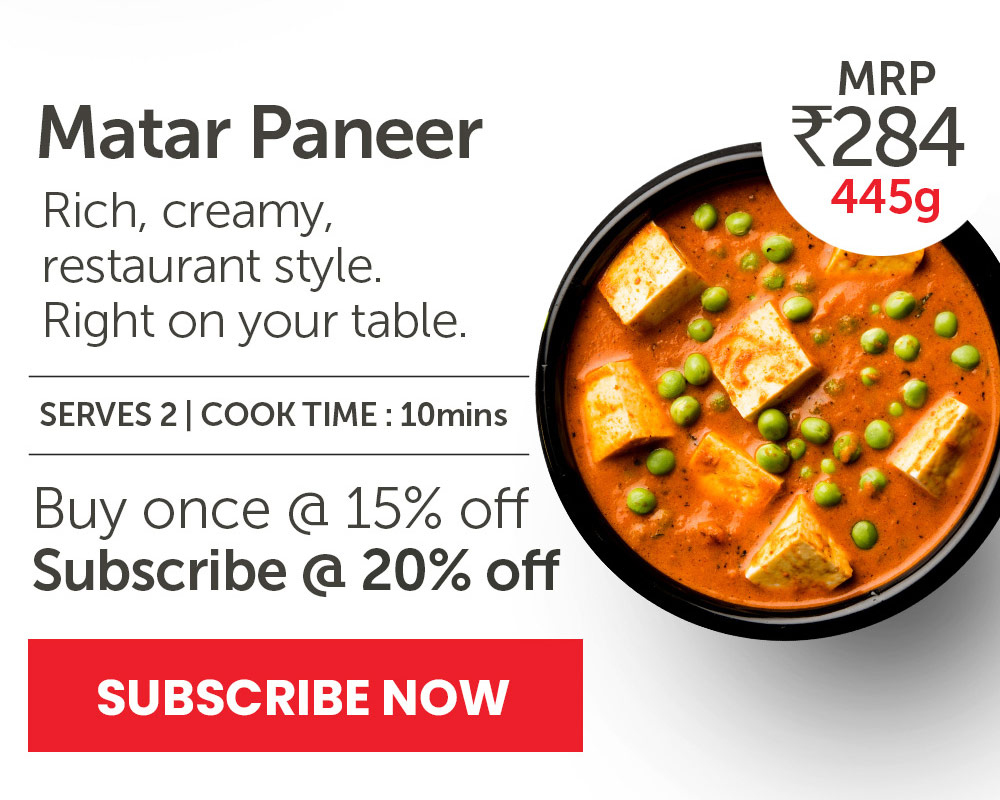 Matar Paneer
Rich, creamy,
restaurant style.
Right on your table.
SERVES 2 | COOK TIME : 10mins
Buy once @ 15% off
Subscribe @ 20% off
SUBSCRIBE NOW
MRP
₹284
445g